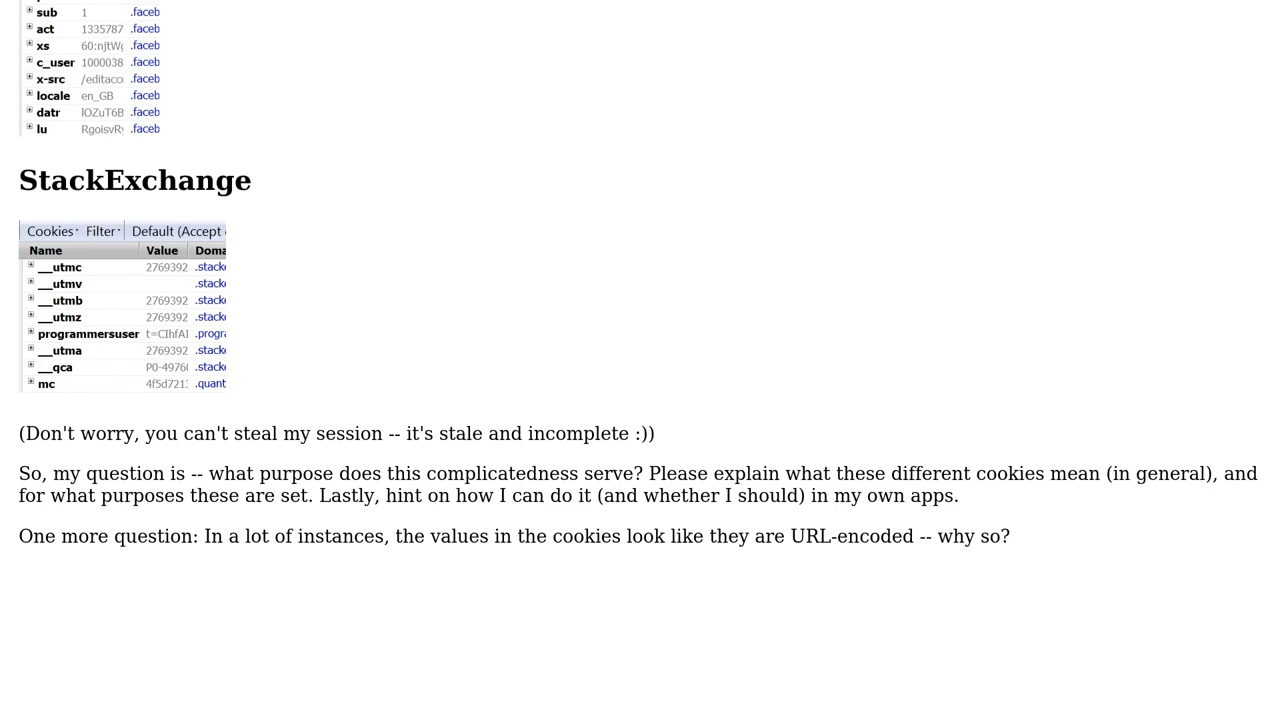 sub 1 .faceb
act 1335787 .faceb
xs 60:njtWg .faceb
c_user 1000038 .faceb
x-src /editacc .faceb
locale en_GB .faceb
datr lOZuT6B .faceb
lu RgoisvRy .faceb
StackExchange
Cookies Filter Default (Accept
Name Value Doma
__utmc 2769392 .stack
__utmv .stack
__utmb 2769392 .stack
__utmz 2769392 .stack
programmersuser t=CIhfAI .progra
__utma 2769392 .stack
__qca P0-4976 .stack
mc 4f5d721 .quant
(Don't worry, you can't steal my session -- it's stale and incomplete :))
So, my question is -- what purpose does this complicatedness serve? Please explain what these different cookies mean (in general), and
for what purposes these are set. Lastly, hint on how I can do it (and whether I should) in my own apps.
One more question: In a lot of instances, the values in the cookies look like they are URL-encoded -- why so?